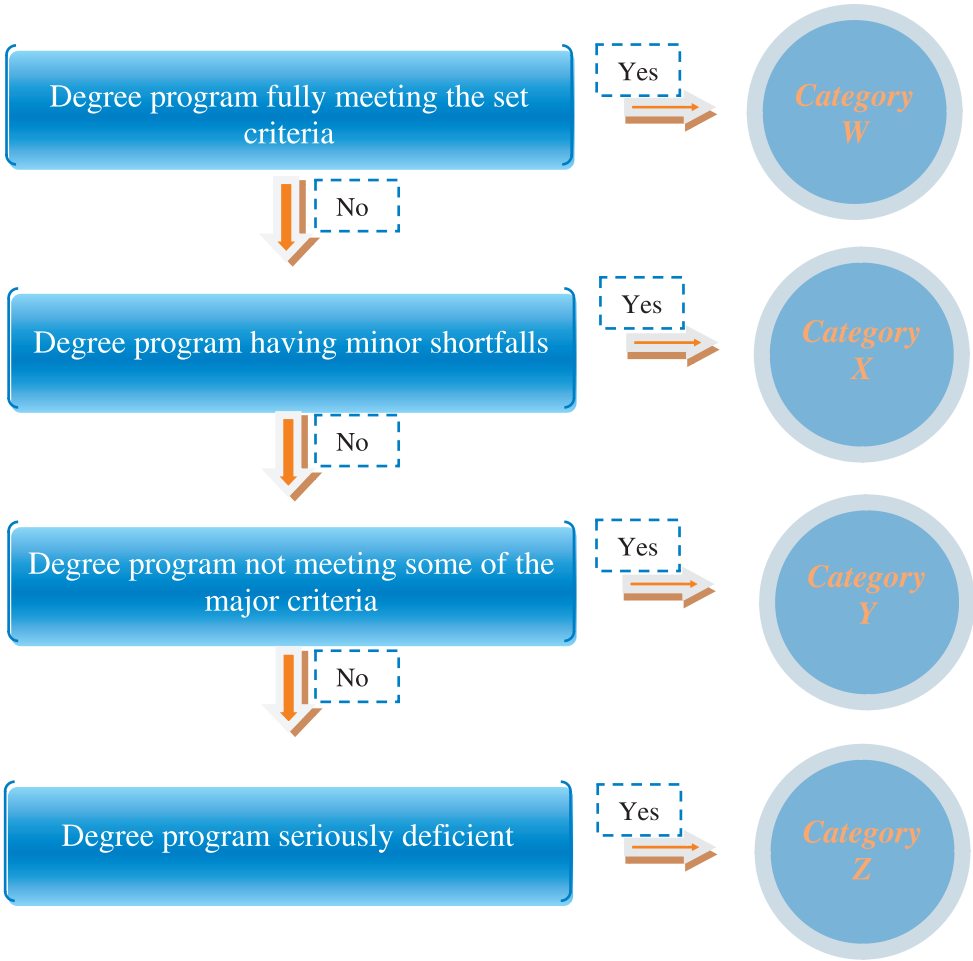 Degree program fully meeting the set
criteria
Yes
Category
W
No
Degree program having minor shortfalls
Yes
Category
X
No
Degree program not meeting some of the
major criteria
Yes
Category
Y
No
Degree program seriously deficient
Yes
Category
Z